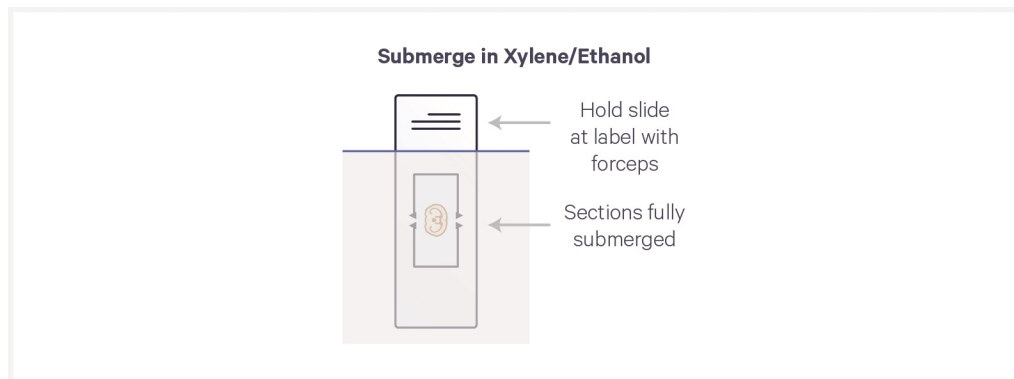 Submerge in Xylene/Ethanol
Hold slide
at label with
forceps
Sections fully
submerged